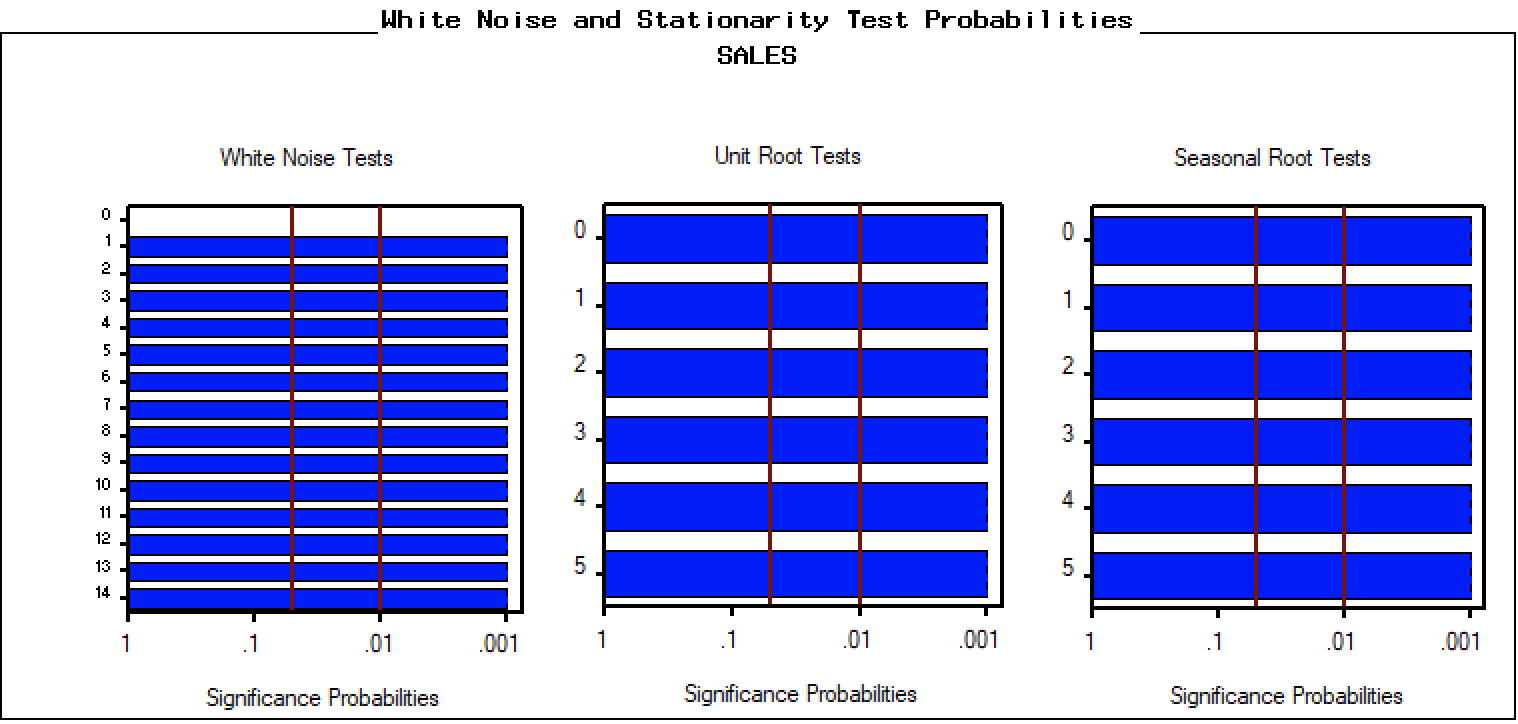 White Noise and Stationarity Test Probabilities
SALES
White Noise Tests
0
1
2
3
4
5
6
7
8
9
10
11
12
13
14
1 .1 .01 .001
Significance Probabilities
Unit Root Tests
0
1
2
3
4
5
1 .1 .01 .001
Significance Probabilities
Seasonal Root Tests
0
1
2
3
4
5
1 .1 .01 .001
Significance Probabilities